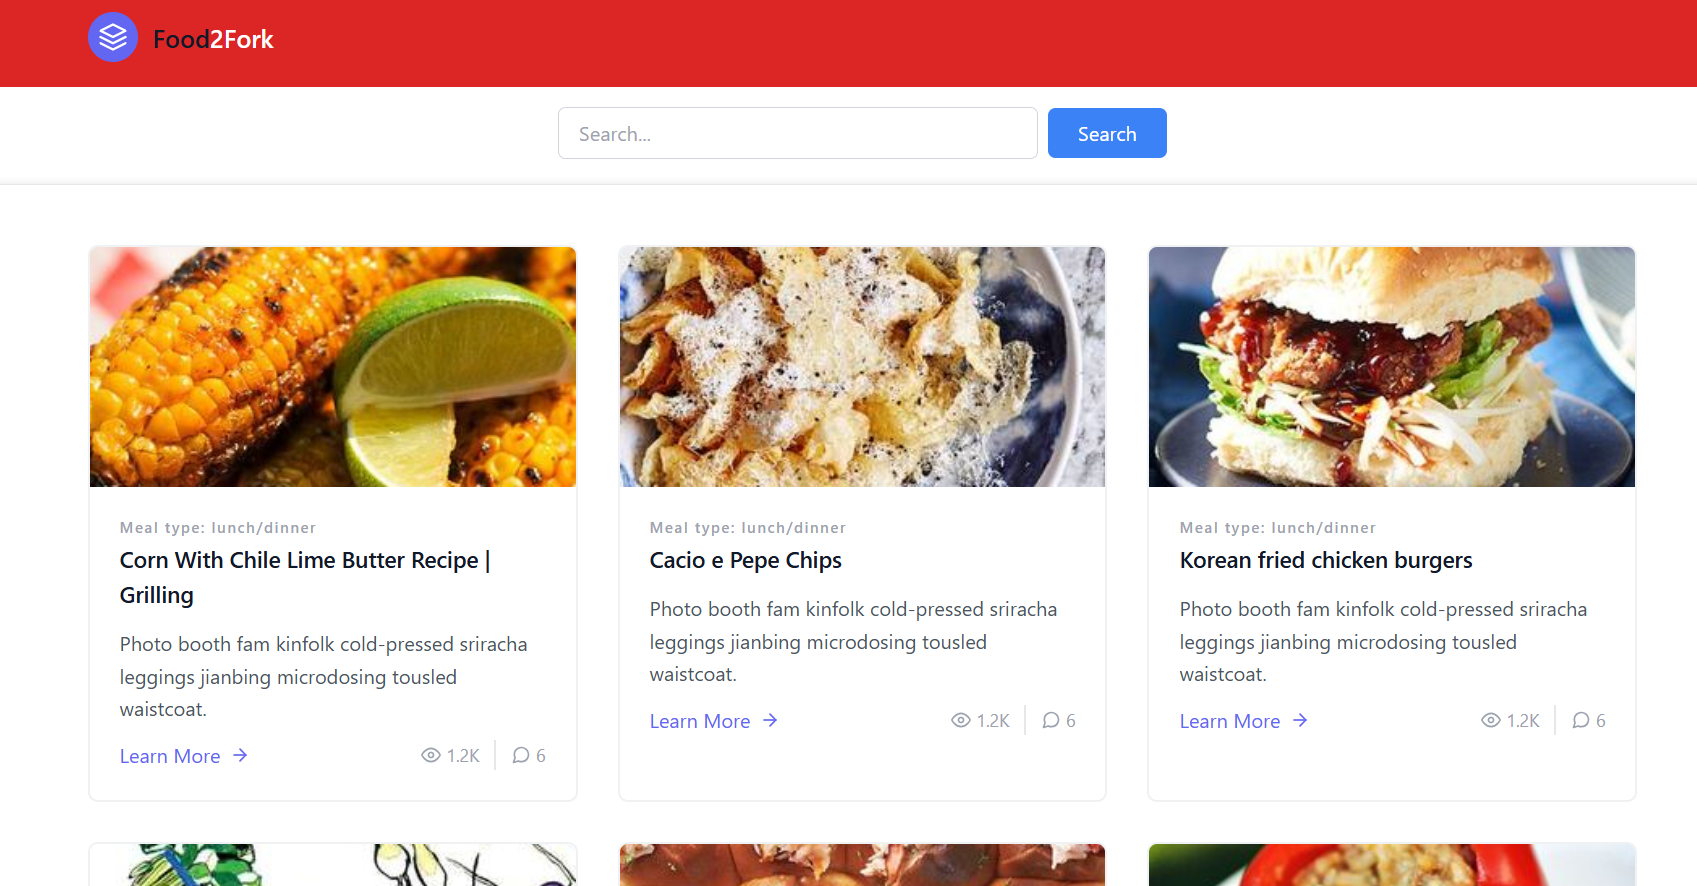 Food2Fork
Search...
Search
Meal type: lunch/dinner
Corn With Chile Lime Butter Recipe |
Grilling
Photo booth fam kinfolk cold-pressed sriracha
leggings jianbing microdosing tousled
waistcoat.
Learn More
1.2K
6
Meal type: lunch/dinner
Cacio e Pepe Chips
Photo booth fam kinfolk cold-pressed sriracha
leggings jianbing microdosing tousled
waistcoat.
Learn More
1.2K
6
Meal type: lunch/dinner
Korean fried chicken burgers
Photo booth fam kinfolk cold-pressed sriracha
leggings jianbing microdosing tousled
waistcoat.
Learn More
1.2K
6